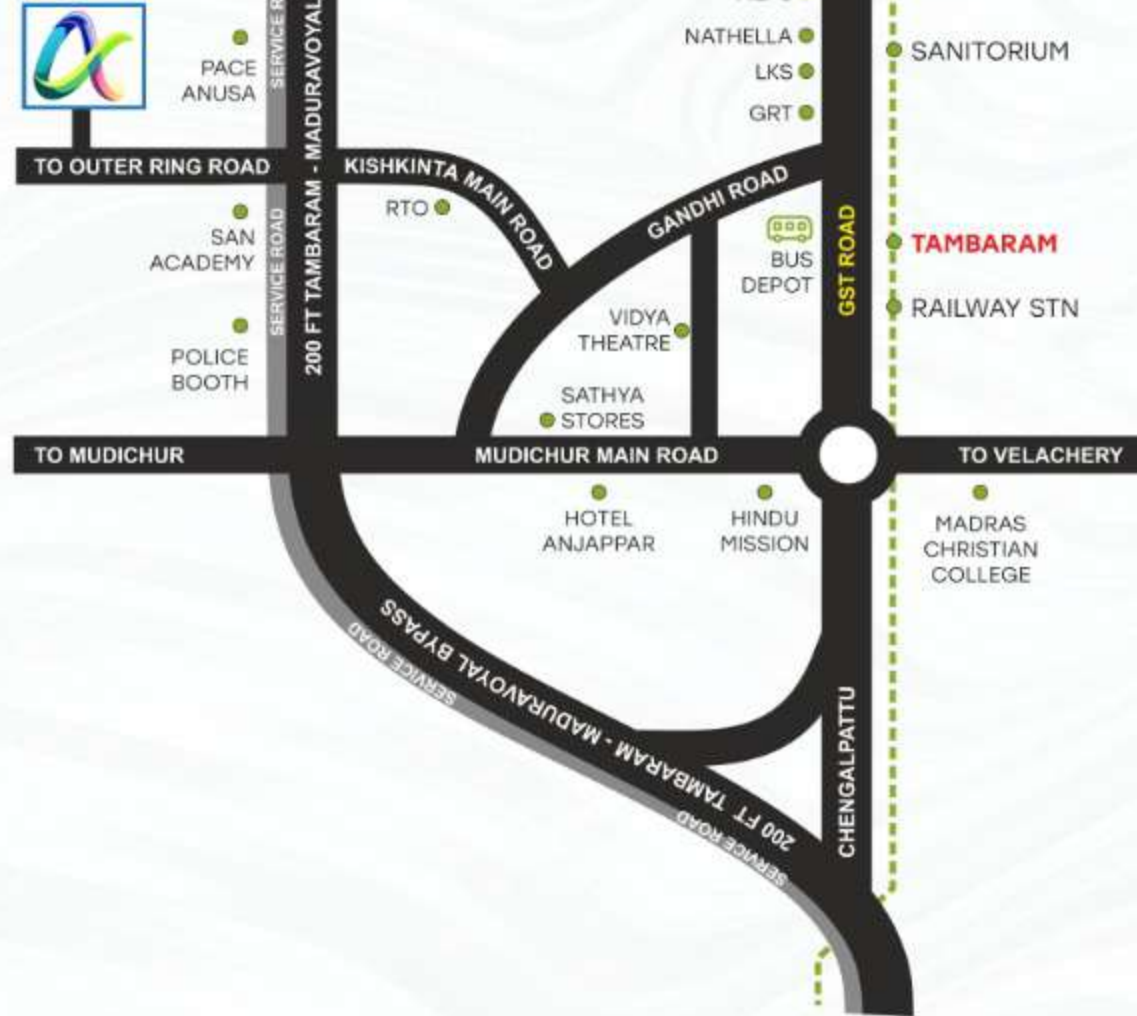 SERVICE R
200 FT TAMBARAM - MADURAVOYAL
PACE
ANUSA
NATHELLA
LKS
GRT
SANITORIUM
TO OUTER RING ROAD
KISHKINTA MAIN ROAD
RTO
GANDHI ROAD
SAN
ACADEMY
SERVICE ROAD
BUS
DEPOT
GST ROAD
TAMBARAM
RAILWAY STN
VIDYA
THEATRE
POLICE
BOOTH
SATHYA
STORES
TO MUDICHUR
MUDICHUR MAIN ROAD
TO VELACHERY
HOTEL
ANJAPPAR
HINDU
MISSION
MADRAS
CHRISTIAN
COLLEGE
200 FT TAMBARAM - MADURAVOYAL BYPASS
SERVICE ROAD
SERVICE ROAD
CHENGALPATTU